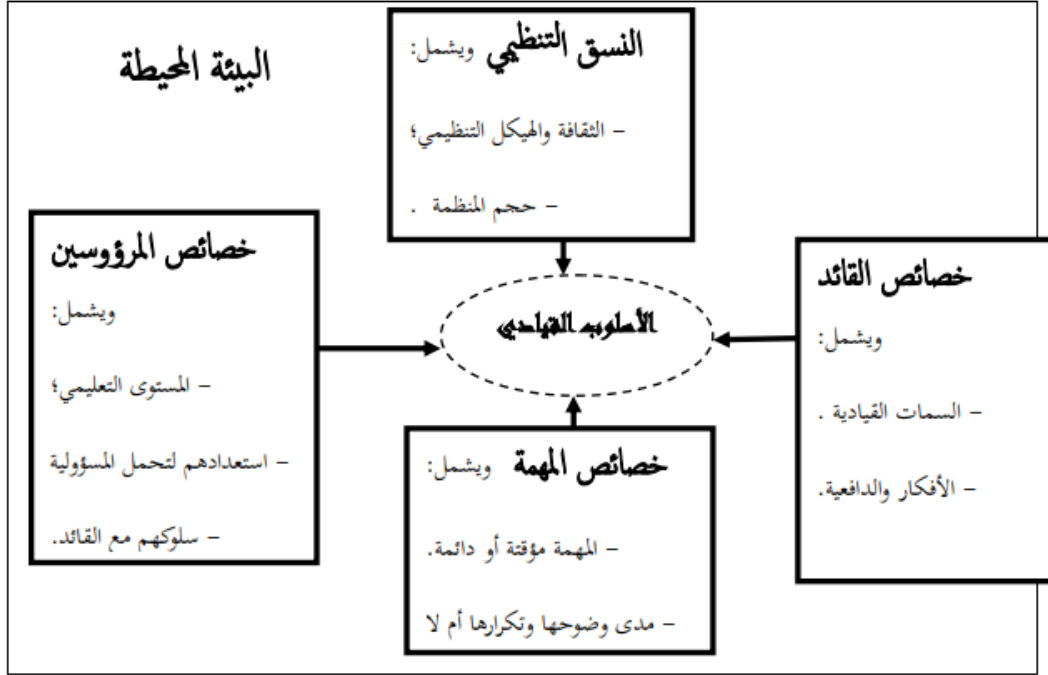 البيئة المحيطة
النسق التنظيمي ويشمل:
– الثقافة والهيكل التنظيمي؛
– حجم المنظمة .
خصائص القائد
ويشمل:
– السمات القيادية .
– الأفكار والدافعية.
الأسلوب القيادي
خصائص المرؤوسين
ويشمل:
– المستوى التعليمي؛
– استعدادهم لتحمل المسؤولية
– سلوكهم مع القائد.
خصائص المهمة ويشمل:
– المهمة مؤقتة أو دائمة.
– مدى وضوحها وتكرارها أم لا